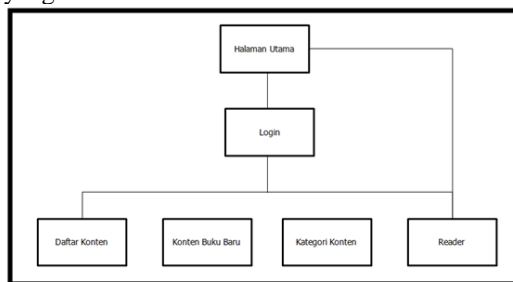 Halaman Utama
Login
Daftar Konten
Konten Buku Baru
Kategori Konten
Reader